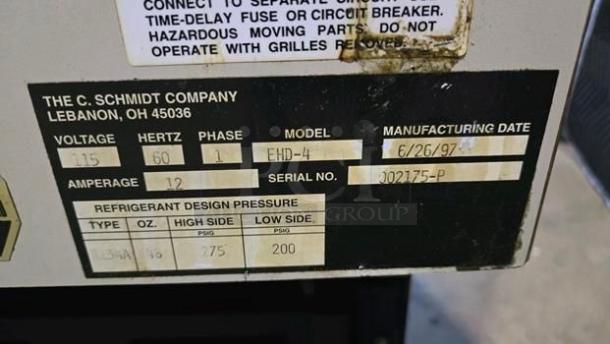 CONNECT TO SEPARATE CIRCUIT
TIME-DELAY FUSE OR CIRCUIT BREAKER.
HAZARDOUS MOVING PARTS. DO NOT
OPERATE WITH GRILLES REMOVED.
THE C. SCHMIDT COMPANY
LEBANON, OH 45036
VOLTAGE HERTZ PHASE MODEL MANUFACTURING DATE
115 60 1 EHD-4 6/26/97
AMPERAGE 12 SERIAL NO. Q02175-P
REFRIGERANT DESIGN PRESSURE
TYPE OZ. HIGH SIDE LOW SIDE
PSIG PSIG
275 200
GROUP